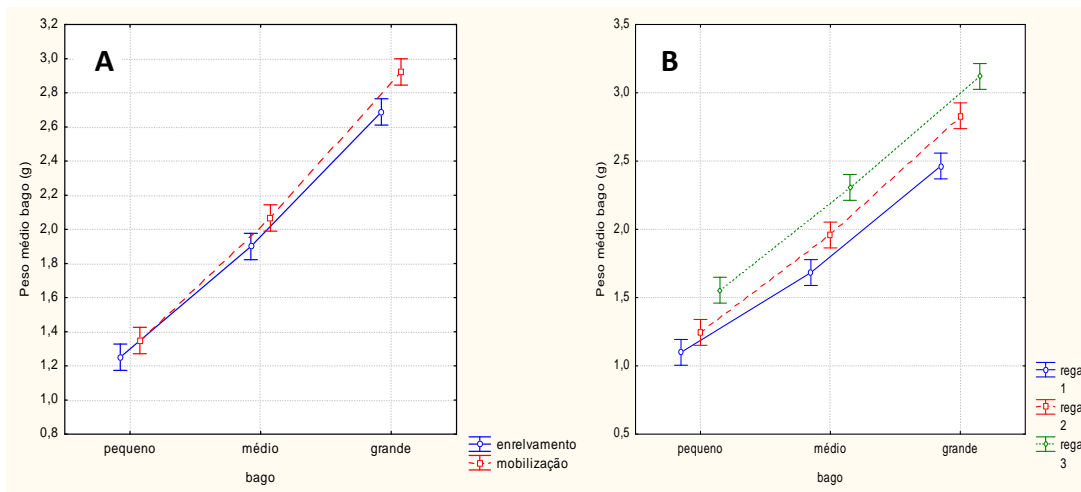 A
Peso médio bago (g)
3,2
3,0
2,8
2,6
2,4
2,2
2,0
1,8
1,6
1,4
1,2
1,0
0,8
pequeno médio grande
bago
enrelvamento
mobilização
B
Peso médio bago (g)
3,5
3,0
2,5
2,0
1,5
1,0
0,5
pequeno médio grande
bago
rega
1
rega
2
rega
3